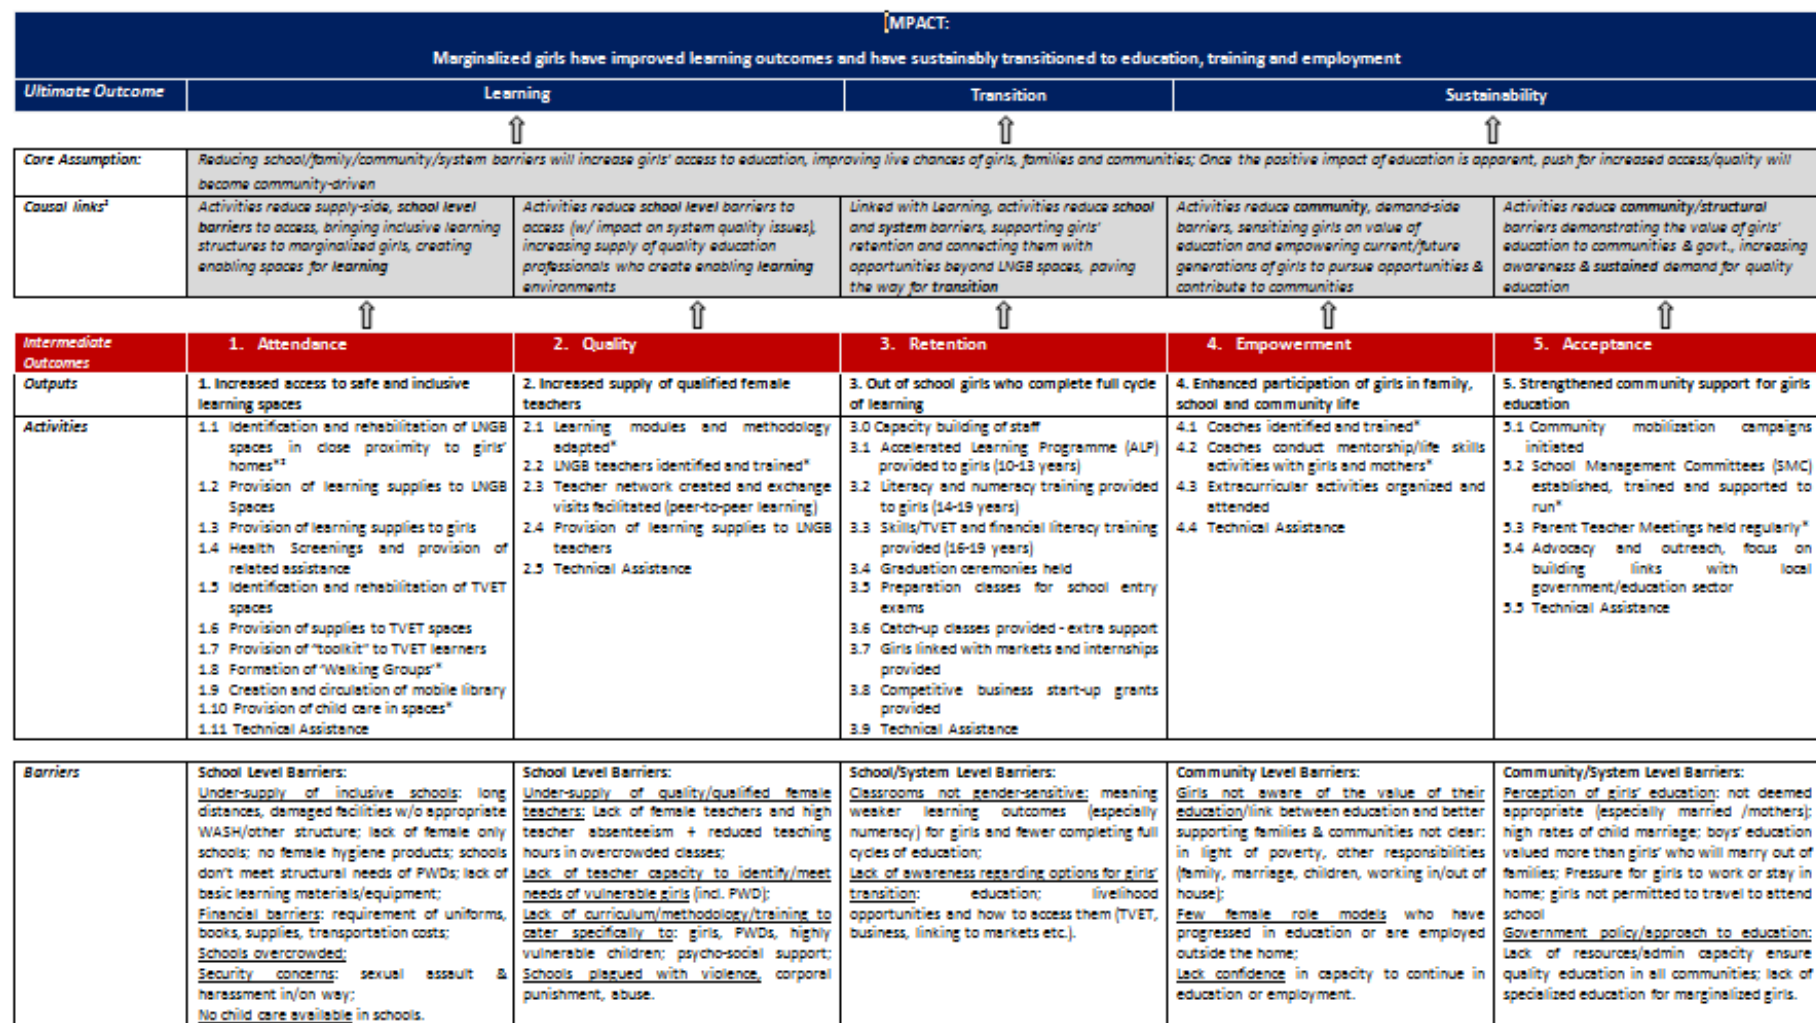 IMPACT:
Marginalized girls have improved learning outcomes and have sustainably transitioned to education, training and employment
Ultimate Outcome
Learning
Transition
Sustainability
Core Assumption:
Reducing school/family/community/system barriers will increase girls' access to education, improving live chances of girls, families and communities; Once the positive impact of education is apparent, push for increased access/quality will
become community-driven
Causal links¹
Activities reduce supply-side, school level
barriers to access, bringing inclusive learning
structures to marginalized girls, creating
enabling spaces for learning
Activities reduce school level barriers to
access (w/ impact on system quality issues),
increasing supply of quality education
professionals who create enabling learning
environments
Linked with Learning, activities reduce school
and system barriers, supporting girls'
retention and connecting them with
opportunities beyond LNGB spaces, paving
the way for transition
Activities reduce community, demand-side
barriers, sensitizing girls on value of
education and empowering current/future
generations of girls to pursue opportunities &
contribute to communities
Activities reduce community/structural
barriers demonstrating the value of girls'
education to communities & govt., increasing
awareness & sustained demand for quality
education
Intermediate
Outcomes
1. Attendance
2. Quality
3. Retention
4. Empowerment
5. Acceptance
Outputs
1. Increased access to safe and inclusive
learning spaces
2. Increased supply of qualified female
teachers
3. Out of school girls who complete full cycle
of learning
4. Enhanced participation of girls in family,
school and community life
5. Strengthened community support for girls
education
Activities
1.1 Identification and rehabilitation of LNGB
spaces in close proximity to girls'
homes*²
1.2 Provision of learning supplies to LNGB
Spaces
1.3 Provision of learning supplies to girls
1.4 Health Screenings and provision of
related assistance
1.5 Identification and rehabilitation of TVET
spaces
1.6 Provision of supplies to TVET spaces
1.7 Provision of "toolkit" to TVET learners
1.8 Formation of 'Walking Groups'*
1.9 Creation and circulation of mobile library
1.10 Provision of child care in spaces*
1.11 Technical Assistance
2.1 Learning modules and methodology
adapted*
2.2 LNGB teachers identified and trained*
2.3 Teacher network created and exchange
visits facilitated (peer-to-peer learning)
2.4 Provision of learning supplies to LNGB
teachers
2.5 Technical Assistance
3.0 Capacity building of staff
3.1 Accelerated Learning Programme (ALP)
provided to girls (10-13 years)
3.2 Literacy and numeracy training provided
to girls (14-19 years)
3.3 Skills/TVET and financial literacy training
provided (16-19 years)
3.4 Graduation ceremonies held
3.5 Preparation classes for school entry
exams
3.6 Catch-up classes provided - extra support
3.7 Girls linked with markets and internships
provided
3.8 Competitive business start-up grants
provided
3.9 Technical Assistance
4.1 Coaches identified and trained*
4.2 Coaches conduct mentorship/life skills
activities with girls and mothers*
4.3 Extracurricular activities organized and
attended
4.4 Technical Assistance
5.1 Community mobilization campaigns
initiated
5.2 School Management Committees (SMC)
established, trained and supported to
run*
5.3 Parent Teacher Meetings held regularly*
5.4 Advocacy and outreach, focus on
building links with local
government/education sector
5.5 Technical Assistance
Barriers
School Level Barriers:
Under-supply of inclusive schools: long
distances, damaged facilities w/o appropriate
WASH/other structure; lack of female only
schools; no female hygiene products; schools
don't meet structural needs of PWDs; lack of
basic learning materials/equipment;
Financial barriers: requirement of uniforms,
books, supplies, transportation costs;
Schools overcrowded;
Security concerns: sexual assault &
harassment in/on way;
No child care available in schools.
School Level Barriers:
Under-supply of quality/qualified female
teachers: Lack of female teachers and high
teacher absenteeism + reduced teaching
hours in overcrowded classes;
Lack of teacher capacity to identify/meet
needs of vulnerable girls (incl. PWD);
Lack of curriculum/methodology/training to
cater specifically to: girls, PWDs, highly
vulnerable children; psycho-social support;
Schools plagued with violence, corporal
punishment, abuse.
School/System Level Barriers:
Classrooms not gender-sensitive: meaning
weaker learning outcomes (especially
numeracy) for girls and fewer completing full
cycles of education;
Lack of awareness regarding options for girls'
transition: education; livelihood
opportunities and how to access them (TVET,
business, linking to markets etc.).
Community Level Barriers:
Girls not aware of the value of their
education/link between education and better
supporting families & communities not clear:
in light of poverty, other responsibilities
(family, marriage, children, working in/out of
house);
Few female role models who have
progressed in education or are employed
outside the home;
Lack confidence in capacity to continue in
education or employment.
Community/System Level Barriers:
Perception of girls' education: not deemed
appropriate (especially married /mothers);
high rates of child marriage; boys' education
valued more than girls' who will marry out of
families; Pressure for girls to work or stay in
home; girls not permitted to travel to attend
school
Government policy/approach to education:
Lack of resources/admin capacity ensure
quality education in all communities; lack of
specialized education for marginalized girls.